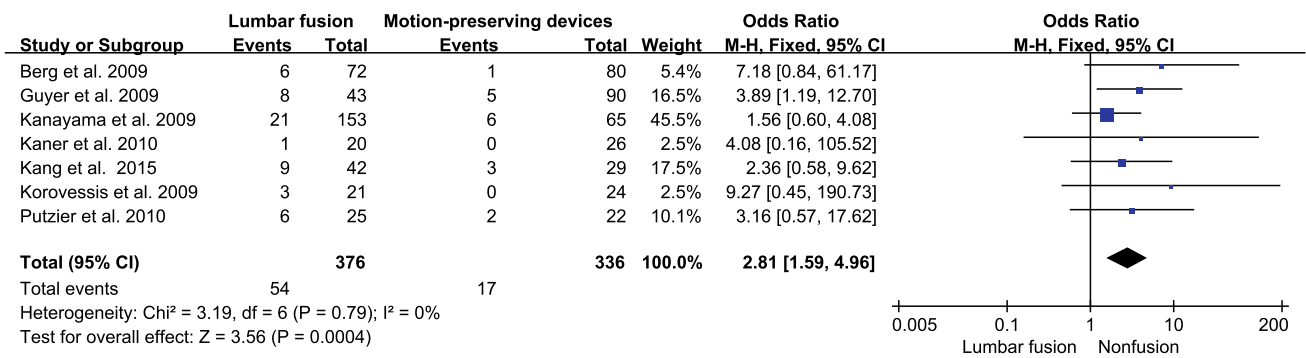 Lumbar fusion Motion-preserving devices Odds Ratio Odds Ratio
Study or Subgroup Events Total Events Total Weight M-H, Fixed, 95% CI M-H, Fixed, 95% CI
Berg et al. 2009 6 72 1 80 5.4% 7.18 [0.84, 61.17]
Guyer et al. 2009 8 43 5 90 16.5% 3.89 [1.19, 12.70]
Kanayama et al. 2009 21 153 6 65 45.5% 1.56 [0.60, 4.08]
Kaner et al. 2010 1 20 0 26 2.5% 4.08 [0.16, 105.52]
Kang et al. 2015 9 42 3 29 17.5% 2.36 [0.58, 9.62]
Korovessis et al. 2009 3 21 0 24 2.5% 9.27 [0.45, 190.73]
Putzier et al. 2010 6 25 2 22 10.1% 3.16 [0.57, 17.62]
Total (95% CI) 376 336 100.0% 2.81 [1.59, 4.96]
Total events 54 17
Heterogeneity: Chi² = 3.19, df = 6 (P = 0.79); I² = 0%
Test for overall effect: Z = 3.56 (P = 0.0004)
0.005 0.1 1 10 200
Lumbar fusion Nonfusion